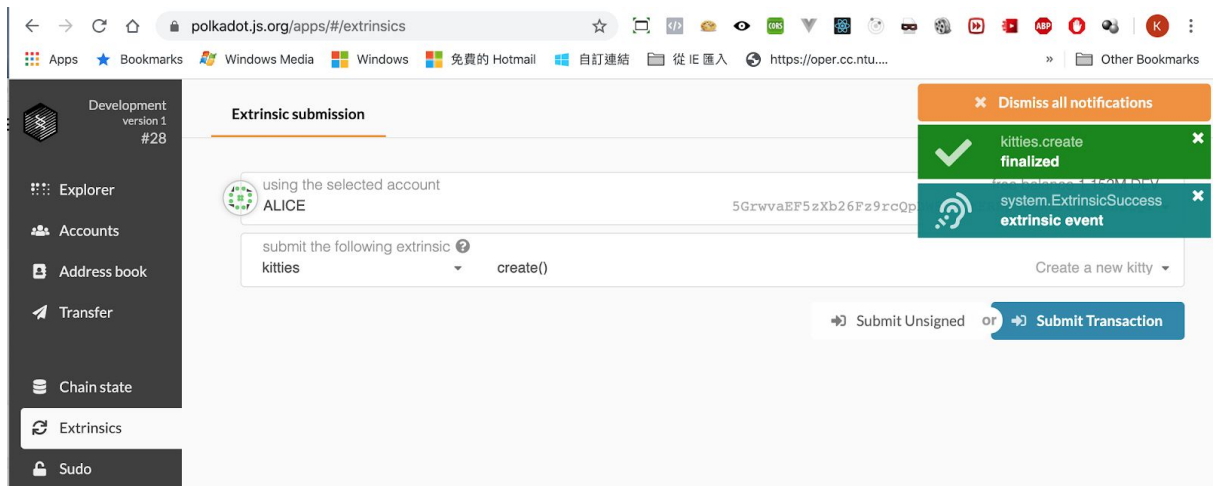 polkadot.js.org/apps/#/extrinsics
CORS
ABP
K
Apps
Bookmarks
Windows Media
Windows
免費的 Hotmail
自訂連結
從 IE 匯入
https://oper.cc.ntu....
»
Other Bookmarks
Development
version 1
#28
Extrinsic submission
Dismiss all notifications
kitties.create
finalized
system.ExtrinsicSuccess
extrinsic event
Explorer
Accounts
Address book
Transfer
Chain state
Extrinsics
Sudo
using the selected account
ALICE
5GrwvaEF5zXb26Fz9rcQp
submit the following extrinsic
kitties
create()
Create a new kitty
Submit Unsigned
or
Submit Transaction